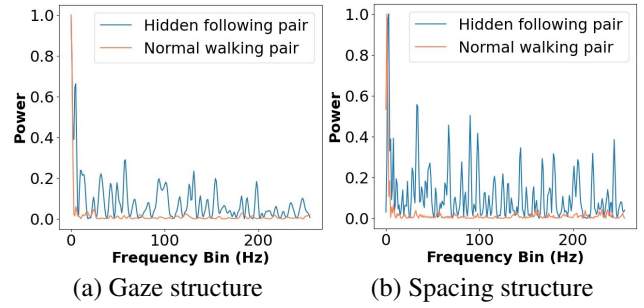 1.0
0.8
0.6
0.4
0.2
0.0
Power
Hidden following pair
Normal walking pair
0 100 200
Frequency Bin (Hz)
(a) Gaze structure
1.0
0.8
0.6
0.4
0.2
0.0
Power
Hidden following pair
Normal walking pair
0 100 200
Frequency Bin (Hz)
(b) Spacing structure